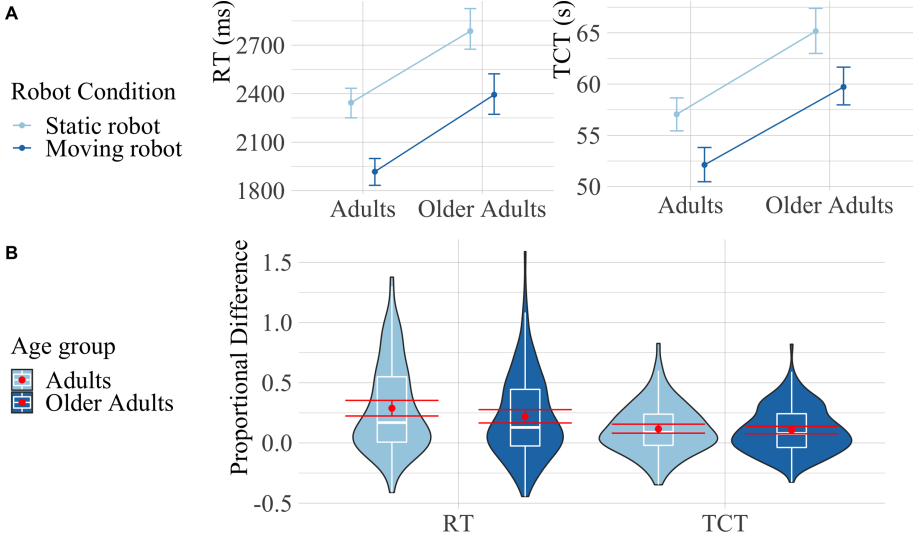 A
Robot Condition
Static robot
Moving robot
RT (ms)
2700
2400
2100
1800
Adults
Older Adults
TCT (s)
65
60
55
50
Adults
Older Adults
B
Age group
Adults
Older Adults
Proportional Difference
1.5
1.0
0.5
0.0
-0.5
RT
TCT